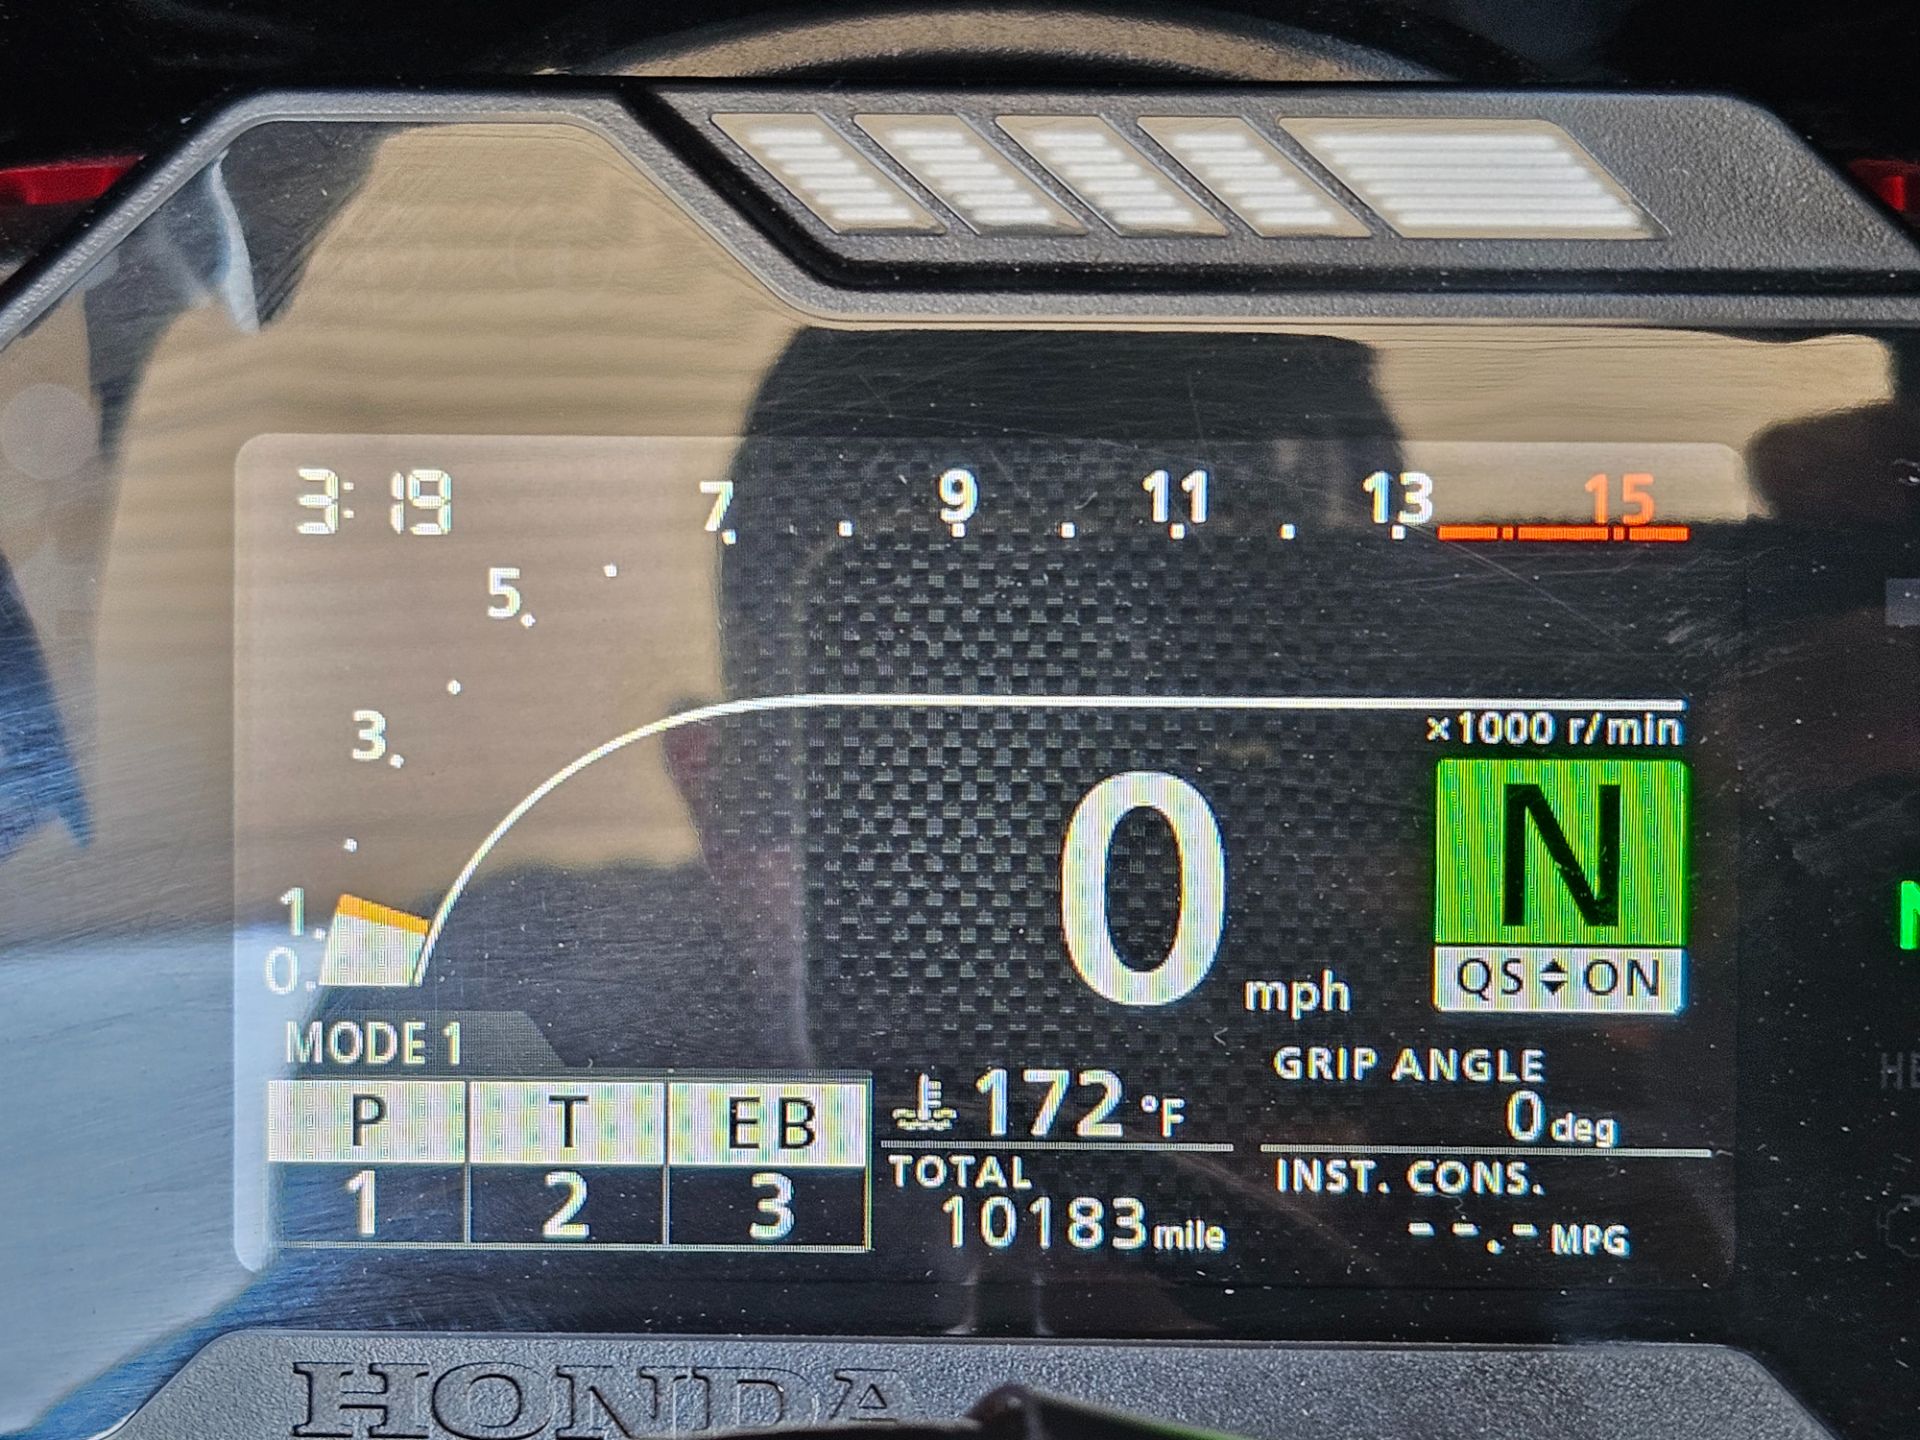 3:19
7 9 11 13 15
5
3
1
0
×1000 r/min
N
0 mph
QS ON
MODE 1
P T EB
1 2 3
172 °F
TOTAL
10183 mile
GRIP ANGLE
0 deg
INST. CONS.
--.- MPG
HONDA